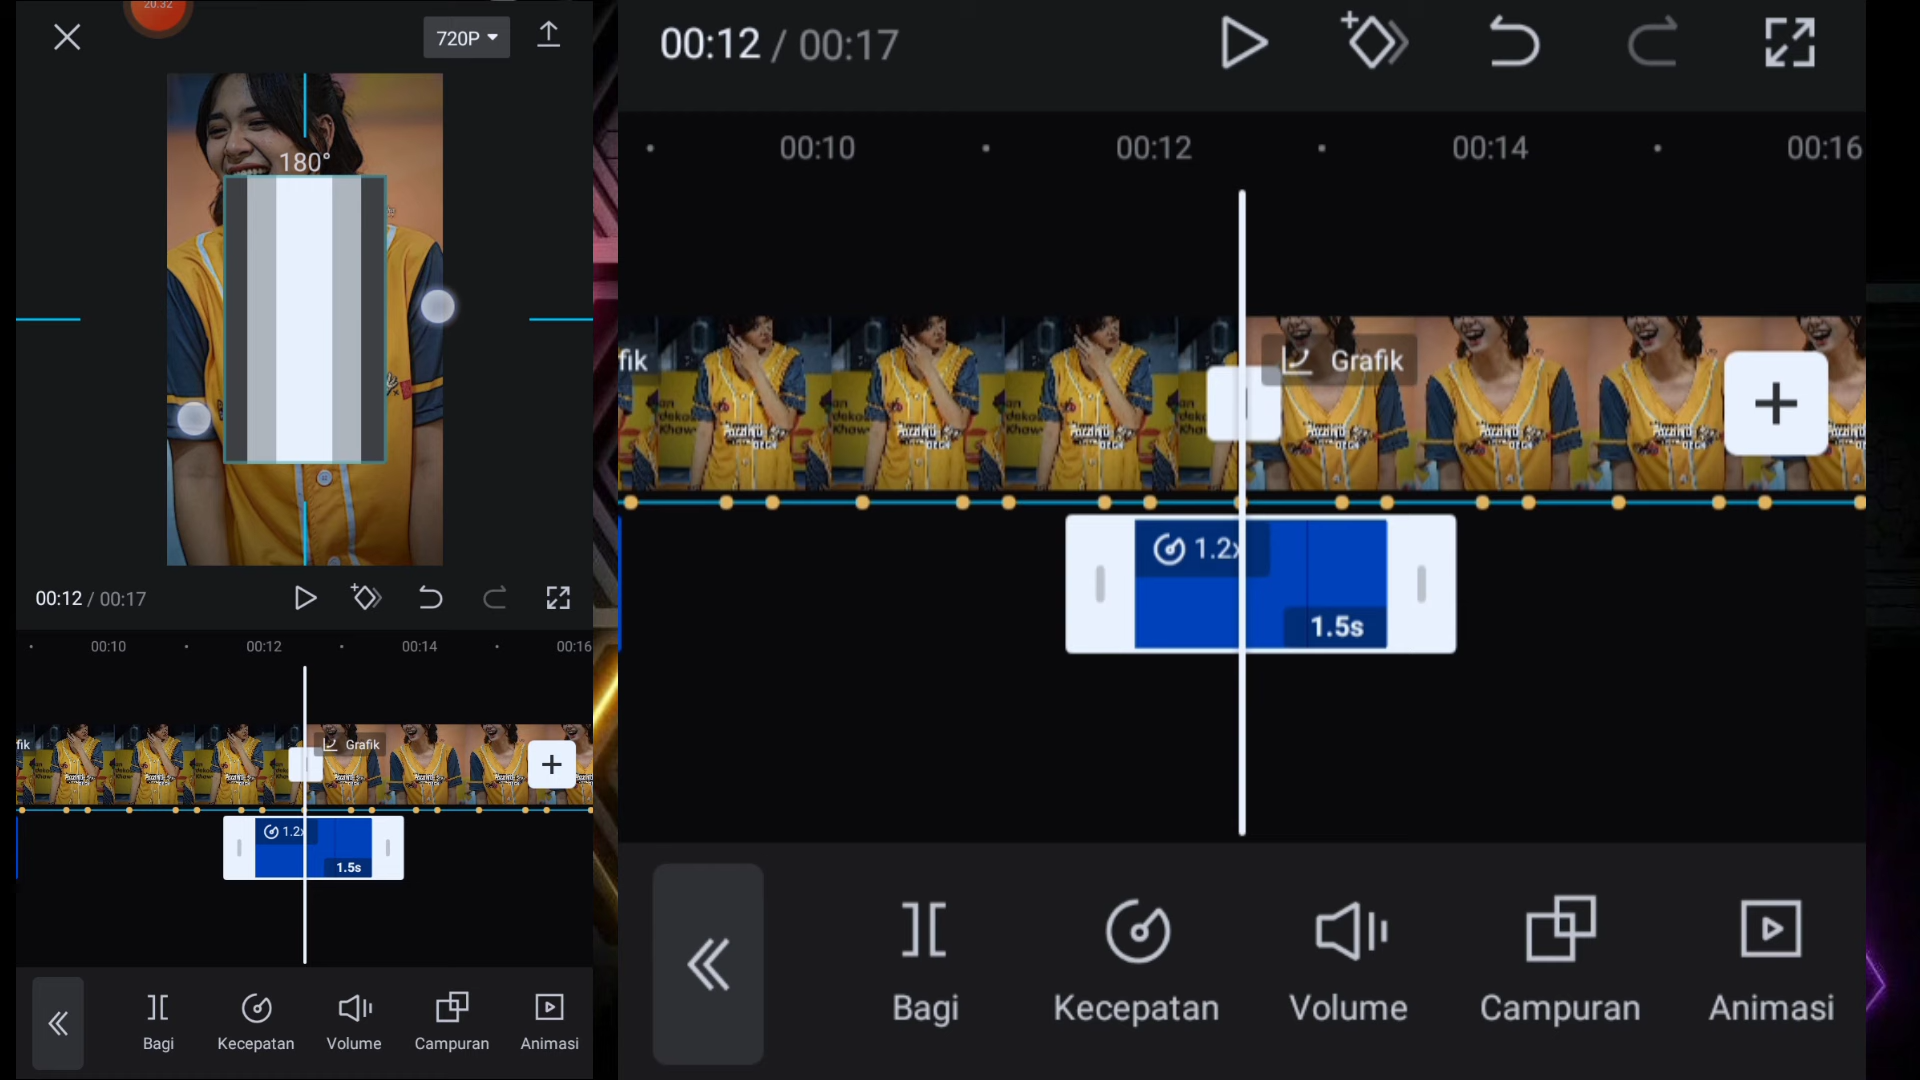 20.32
720P
180°
00:12 / 00:17
00:10
00:12
00:14
00:16
fik
Grafik
1.2x
1.5s
Bagi
Kecepatan
Volume
Campuran
Animasi
00:12 / 00:17
00:10
00:12
00:14
00:16
fik
Grafik
1.2x
1.5s
Bagi
Kecepatan
Volume
Campuran
Animasi